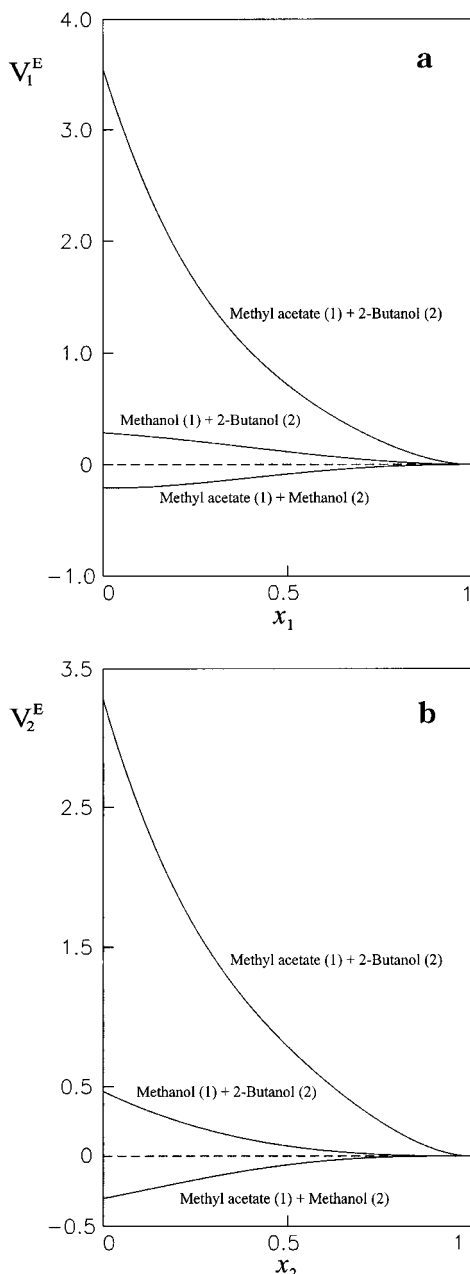 4.0
a
V₁ᴱ
3.0
Methyl acetate (1) + 2-Butanol (2)
1.0
Methanol (1) + 2-Butanol (2)
0
Methyl acetate (1) + Methanol (2)
−1.0
0 0.5 1
x₁
3.5
b
V₂ᴱ
2.5
1.5
Methyl acetate (1) + 2-Butanol (2)
0.5
Methanol (1) + 2-Butanol (2)
0
Methyl acetate (1) + Methanol (2)
−0.5
0 0.5 1
x₂